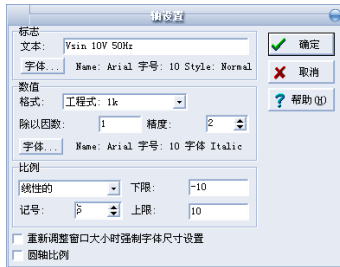 轴设置
标志
文本: Vsin 10V 50Hz
字体... Name: Arial 字号: 10 Style: Normal
数值
格式: 工程式: 1k
除以因数: 1 精度: 2
字体... Name: Arial 字号: 10 字体 Italic
比例
线性的 下限: -10
记号: 上限: 10
重新调整窗口大小时强制字体尺寸设置
圆轴比例
确定
取消
帮助(H)